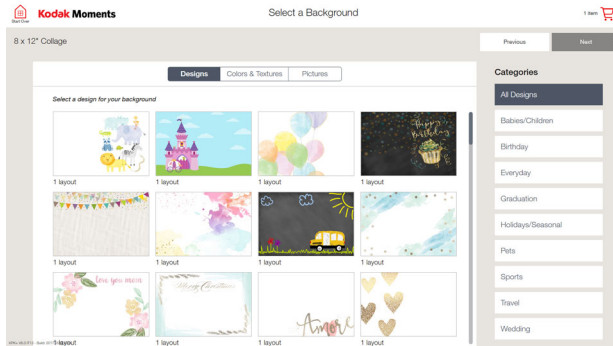 Kodak Moments
Select a Background
1 item
Start Over
8 x 12" Collage
Previous
Next
Designs
Colors & Textures
Pictures
Select a design for your background
1 layout
1 layout
1 layout
Happy Birthday
1 layout
1 layout
1 layout
1 layout
1 layout
love you mom
1 layout
Merry Christmas
1 layout
Amore
1 layout
1 layout
Categories
All Designs
Babies/Children
Birthday
Everyday
Graduation
Holidays/Seasonal
Pets
Sports
Travel
Wedding